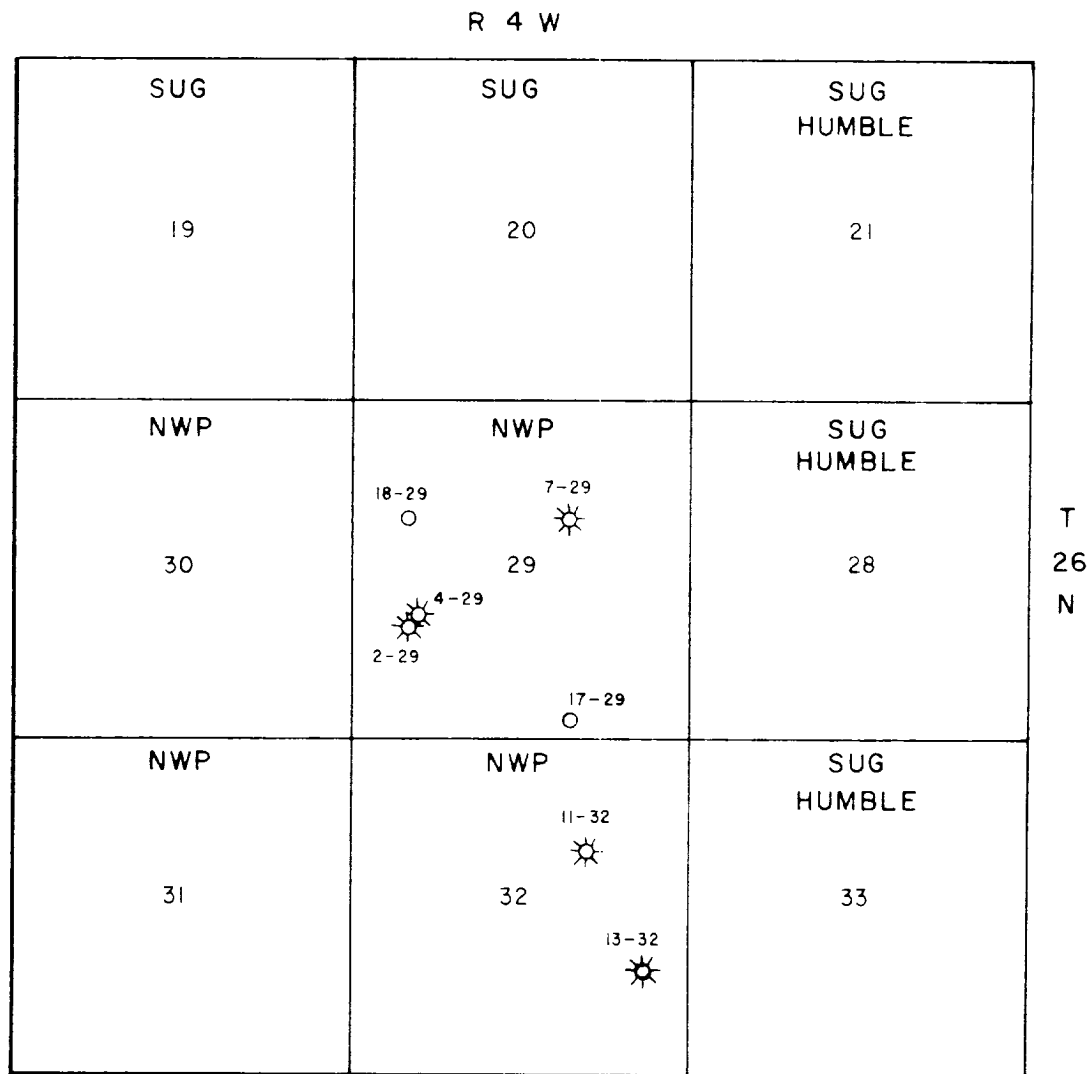 R 4 W
SUG
SUG
SUG
HUMBLE
19
20
21
NWP
NWP
SUG
HUMBLE
18-29
7-29
T
26
N
30
29
28
4-29
2-29
17-29
NWP
NWP
SUG
HUMBLE
11-32
31
32
33
13-32